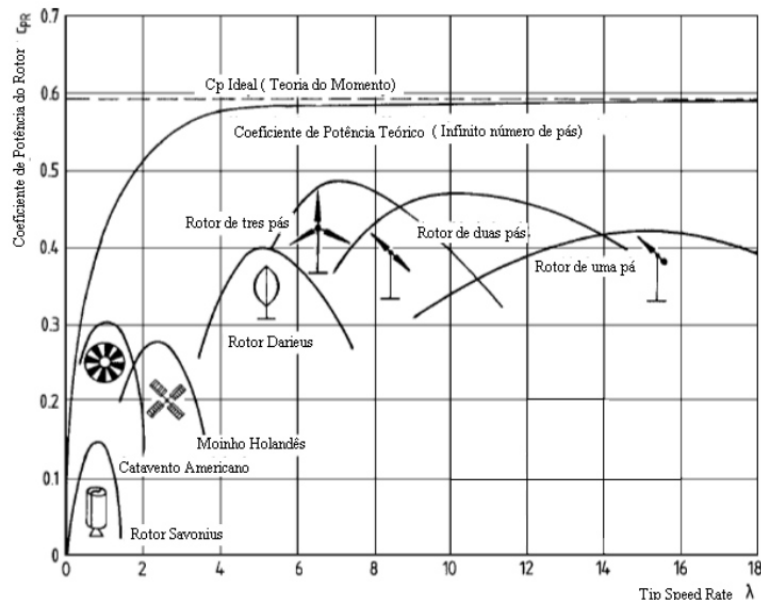 Coeficiente de Potência do Rotor CPR
0.7
0.6
0.5
0.4
0.3
0.2
0.1
0
Cp Ideal ( Teoria do Momento)
Coeficiente de Potência Teórico ( Infinito número de pás)
Rotor de tres pás
Rotor de duas pás
Rotor de uma pá
Rotor Darieus
Moinho Holandês
Catavento Americano
Rotor Savonius
0 2 4 6 8 10 12 14 16 18
Tip Speed Rate λ